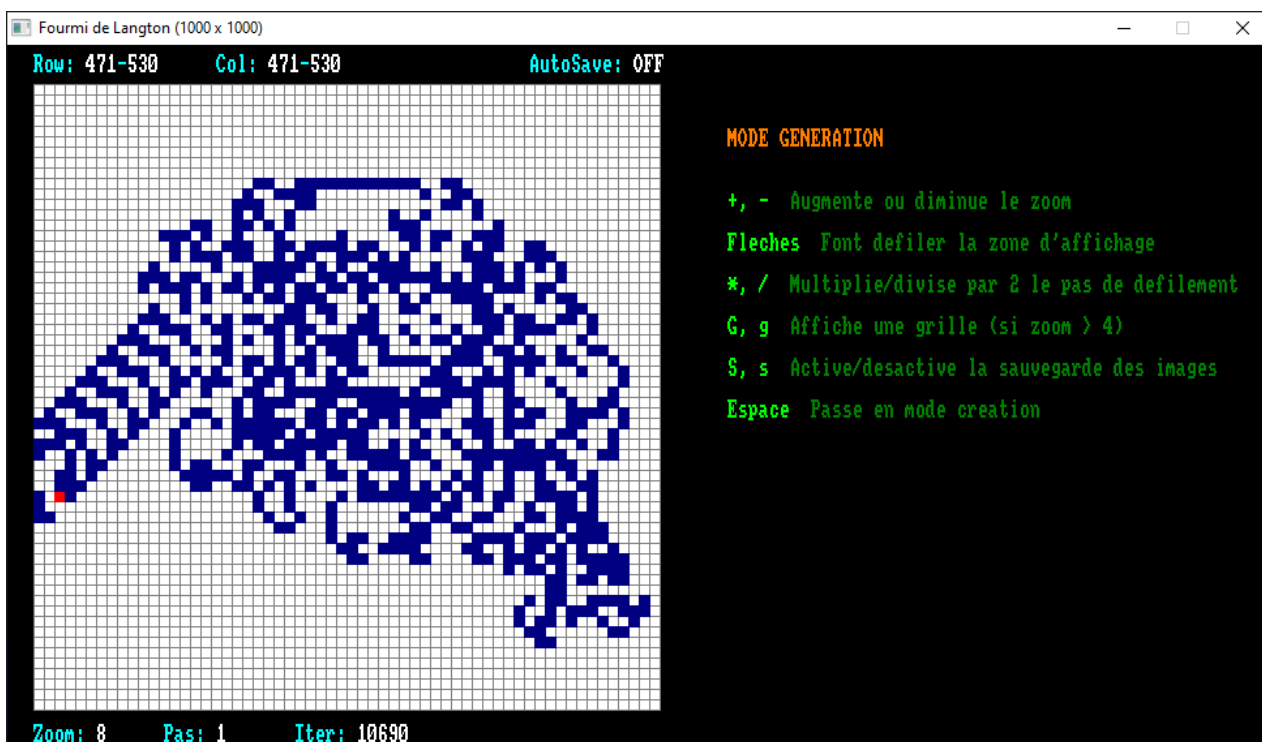 Fourmi de Langton (1000 x 1000)
Row: 471-530 Col: 471-530 AutoSave: OFF
MODE GENERATION
+, - Augmente ou diminue le zoom
Fleches Font defiler la zone d'affichage
*, / Multiplie/divise par 2 le pas de defilement
G, g Affiche une grille (si zoom > 4)
S, s Active/desactive la sauvegarde des images
Espace Passe en mode creation
Zoom: 8 Pas: 1 Iter: 10690